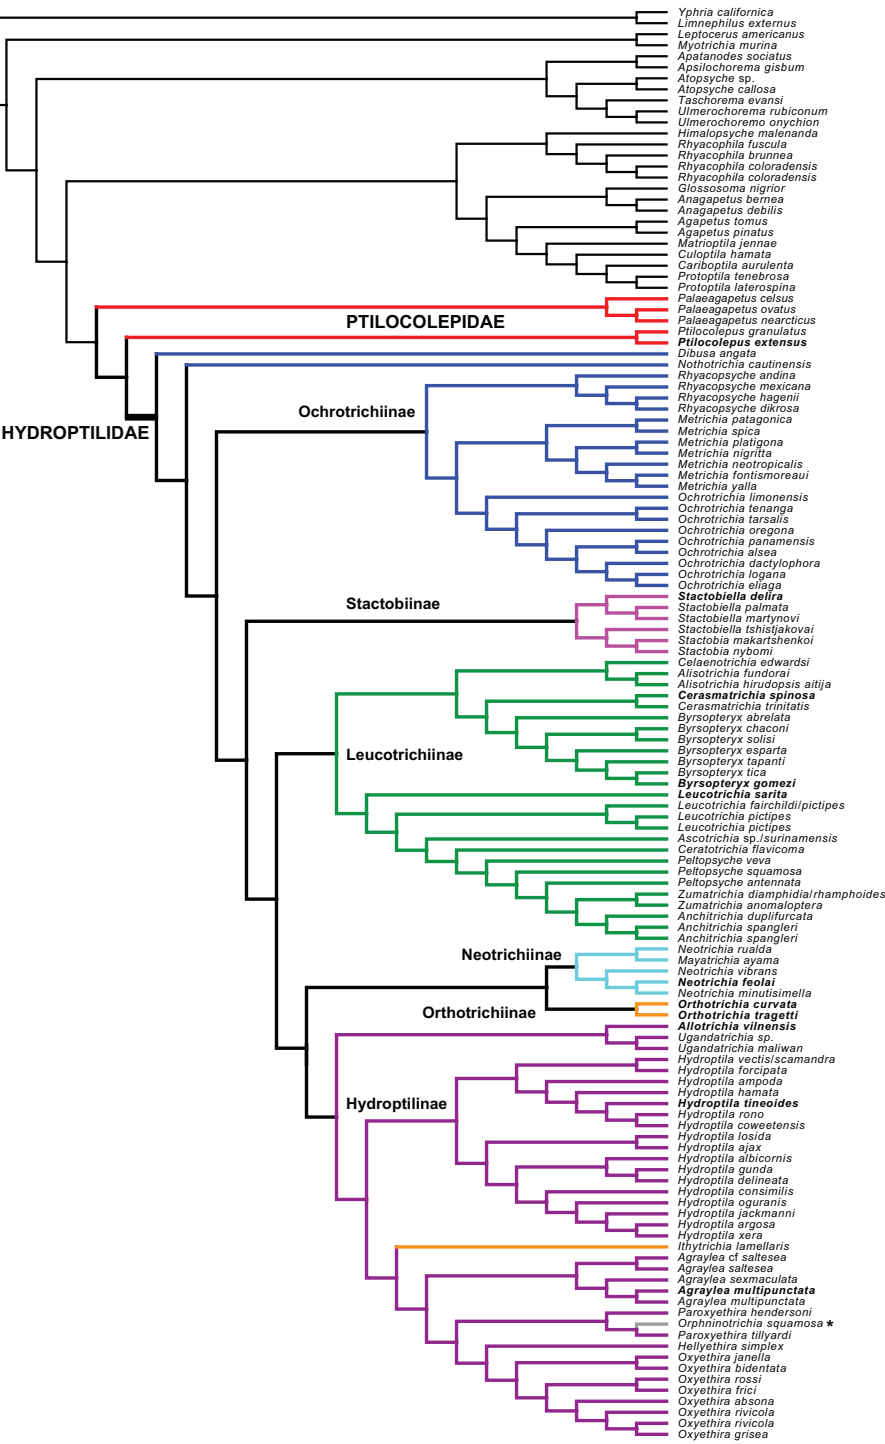 Yphria californica
Limnephilus externus
Leptocerus americanus
Myotrichia murina
Apatanodes sociatus
Apsilochorema gisbum
Atopsyche sp.
Atopsyche callosa
Taschorema evansi
Ulmerochorema rubiconum
Ulmerochoremo onychion
Himalopsyche malenanda
Rhyacophila fuscula
Rhyacophila brunnea
Rhyacophila coloradensis
Rhyacophila coloradensis
Glossosoma nigrior
Anagapetus bernea
Anagapetus debilis
Agapetus tomus
Agapetus pinatus
Matrioptila jennae
Culoptila hamata
Cariboptila aurulenta
Protoptila tenebrosa
Protoptila laterospina
Palaeagapetus celsus
Palaeagapetus ovatus
PTILOCOLEPIDAE
Palaeagapetus nearcticus
Ptilocolepus granulatus
Ptilocolepus extensus
Dibusa angata
Nothotrichia cautinensis
Rhyacopsyche andina
Rhyacopsyche mexicana
Rhyacopsyche hagenii
Rhyacopsyche dikrosa
Ochrotrichiinae
Metrichia patagonica
HYDROPTILIDAE
Metrichia spica
Metrichia platigona
Metrichia nigritta
Metrichia neotropicalis
Metrichia fontismoreaui
Metrichia yalla
Ochrotrichia limonensis
Ochrotrichia tenanga
Ochrotrichia tarsalis
Ochrotrichia oregona
Ochrotrichia panamensis
Ochrotrichia alsea
Ochrotrichia dactylophora
Ochrotrichia logana
Ochrotrichia eliaga
Stactobiella delira
Stactobiinae
Stactobiella palmata
Stactobiella martynovi
Stactobiella tshistjakovai
Stactobia makartshenkoi
Stactobia nybomi
Celaenotrichia edwardsi
Alisotrichia fundorai
Alisotrichia hirudopsis aitija
Cerasmatrichia spinosa
Cerasmatrichia trinitatis
Byrsopteryx abrelata
Byrsopteryx chaconi
Byrsopteryx solisi
Byrsopteryx esparta
Leucotrichiinae
Byrsopteryx tapanti
Byrsopteryx tica
Byrsopteryx gomezi
Leucotrichia sarita
Leucotrichia fairchildi/pictipes
Leucotrichia pictipes
Leucotrichia pictipes
Ascotrichia sp./surinamensis
Ceratotrichia flavicoma
Peltopsyche veva
Peltopsyche squamosa
Peltopsyche antennata
Zumatrichia diamphidia/rhamphoides
Zumatrichia anomaloptera
Anchitrichia duplifurcata
Anchitrichia spangleri
Anchitrichia spangleri
Neotrichia rualda
Neotrichiinae
Mayatrichia ayama
Neotrichia vibrans
Neotrichia feolai
Neotrichia minutisimella
Orthotrichia curvata
Orthotrichiinae
Orthotrichia tragetti
Allotrichia vilnensis
Ugandatrichia sp.
Ugandatrichia maliwan
Hydroptila vectis/scamandra
Hydroptila forcipata
Hydroptila ampoda
Hydroptila hamata
Hydroptilinae
Hydroptila tineoides
Hydroptila rono
Hydroptila coweetensis
Hydroptila losida
Hydroptila ajax
Hydroptila albicornis
Hydroptila gunda
Hydroptila delineata
Hydroptila consimilis
Hydroptila oguranis
Hydroptila jackmanni
Hydroptila argosa
Hydroptila xera
Ithytrichia lamellaris
Agraylea cf saltesea
Agraylea saltesea
Agraylea sexmaculata
Agraylea multipunctata
Agraylea multipunctata
Paroxyethira hendersoni
Orphninotrichia squamosa *
Paroxyethira tillyardi
Hellyethira simplex
Oxyethira janella
Oxyethira bidentata
Oxyethira rossi
Oxyethira frici
Oxyethira absona
Oxyethira rivicola
Oxyethira rivicola
Oxyethira grisea